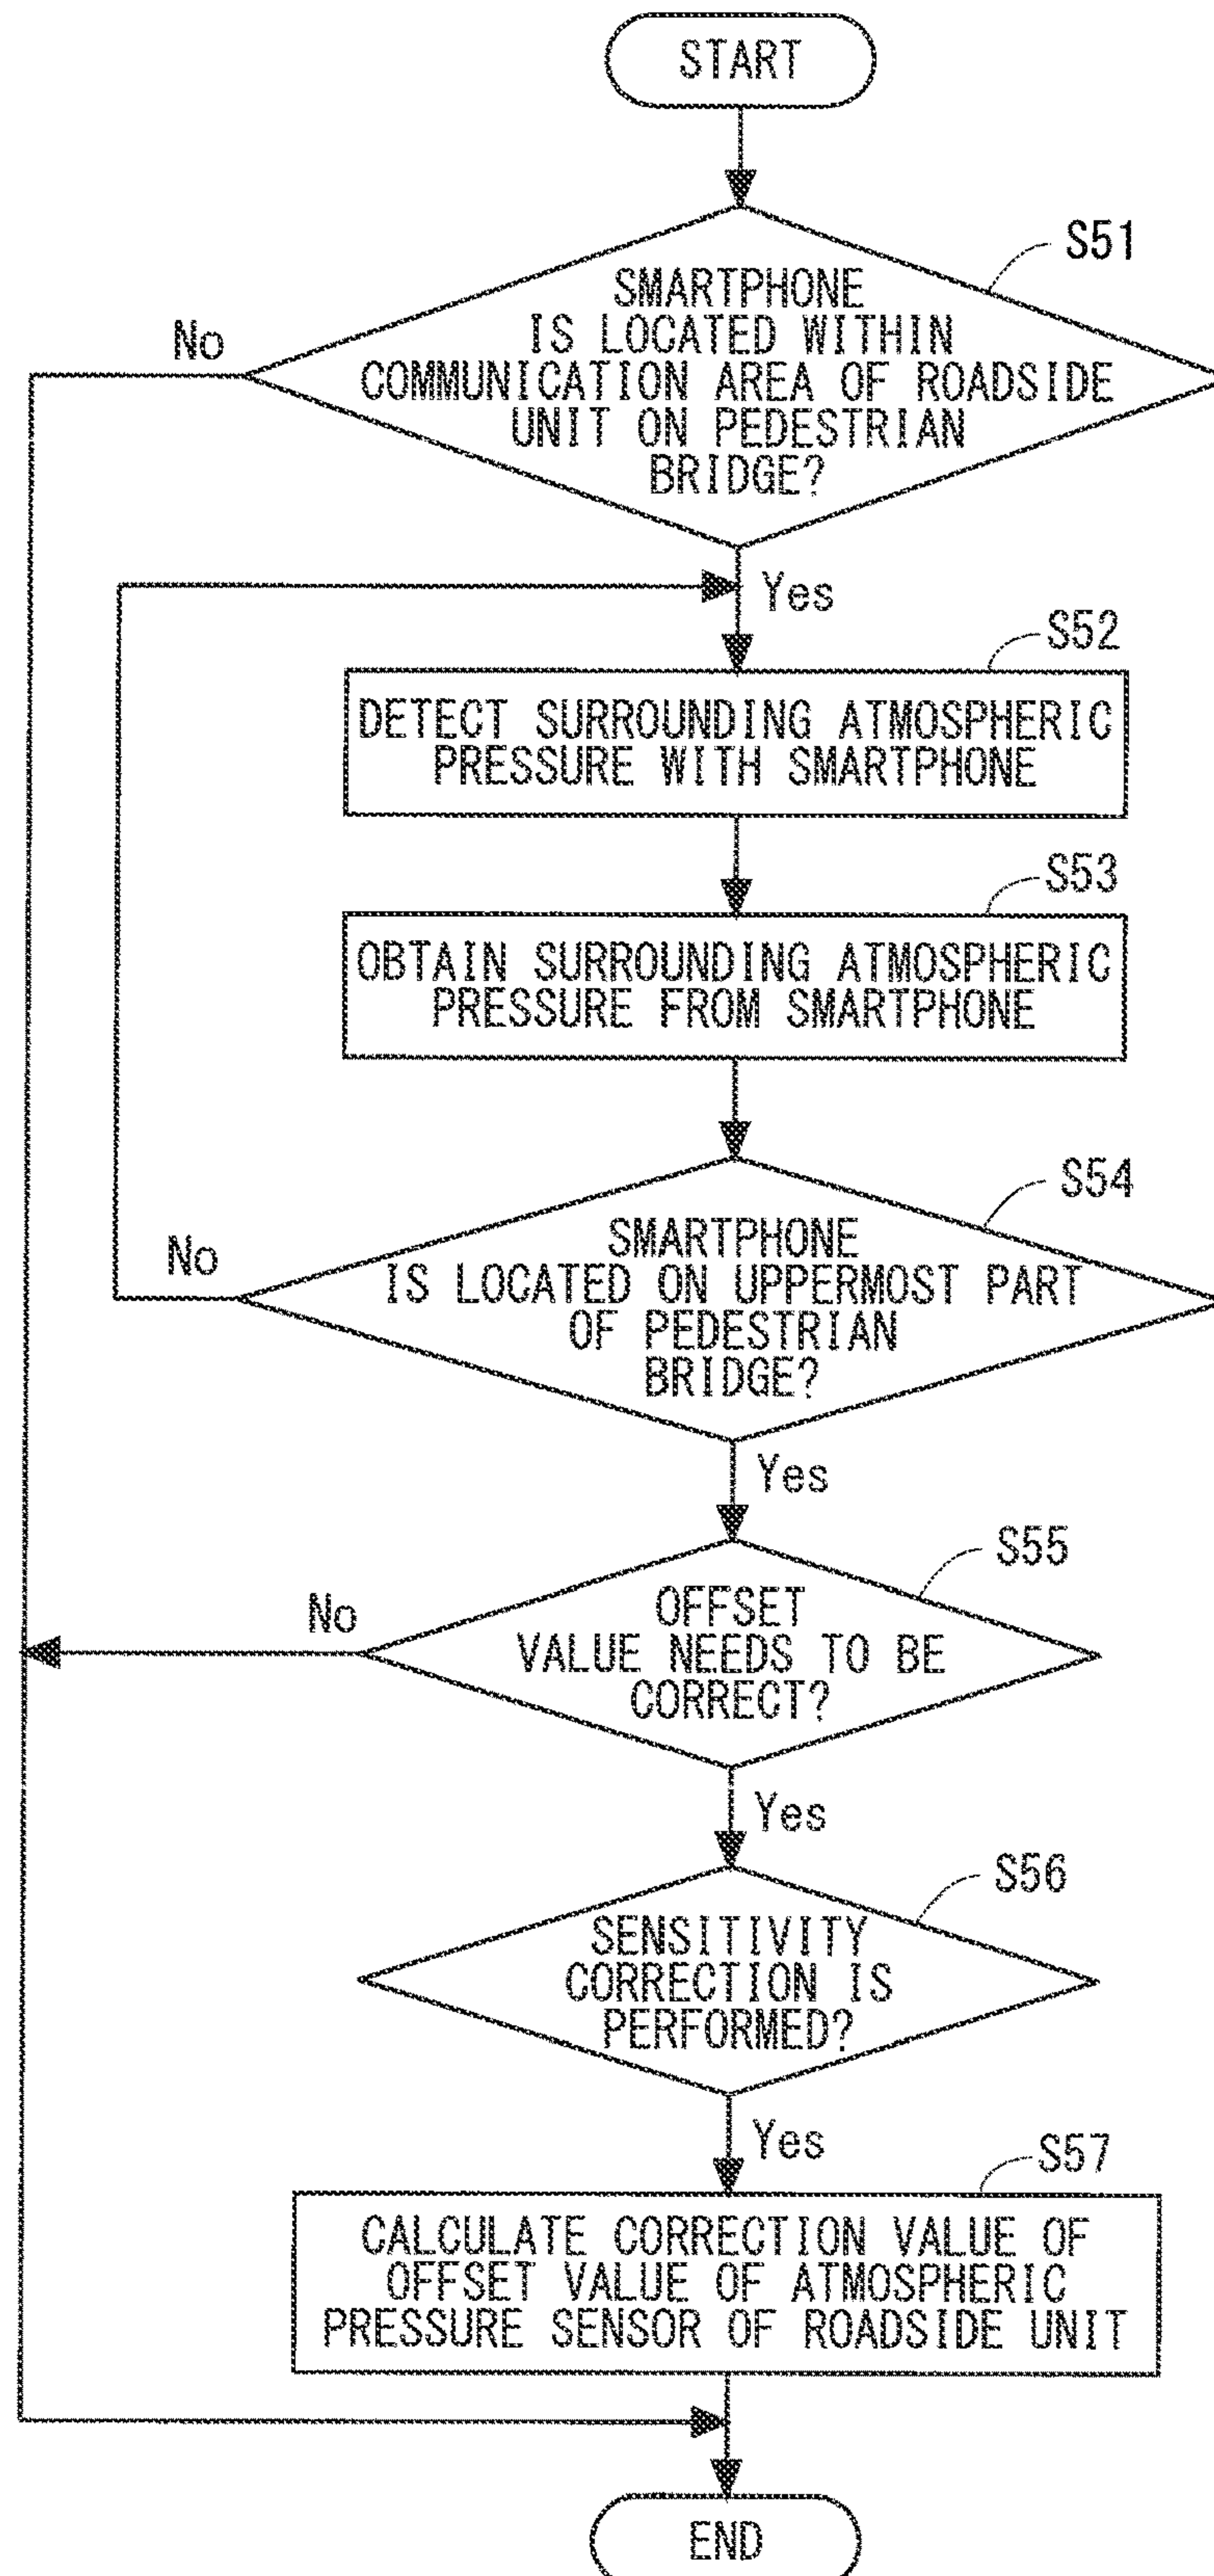 START
S51
SMARTPHONE
IS LOCATED WITHIN
COMMUNICATION AREA OF ROADSIDE
UNIT ON PEDESTRIAN
BRIDGE?
No
Yes
S52
DETECT SURROUNDING ATMOSPHERIC
PRESSURE WITH SMARTPHONE
S53
OBTAIN SURROUNDING ATMOSPHERIC
PRESSURE FROM SMARTPHONE
S54
SMARTPHONE
IS LOCATED ON UPPERMOST PART
OF PEDESTRIAN
BRIDGE?
No
Yes
S55
OFFSET
VALUE NEEDS TO BE
CORRECT?
No
Yes
S56
SENSITIVITY
CORRECTION IS
PERFORMED?
Yes
S57
CALCULATE CORRECTION VALUE OF
OFFSET VALUE OF ATMOSPHERIC
PRESSURE SENSOR OF ROADSIDE UNIT
END